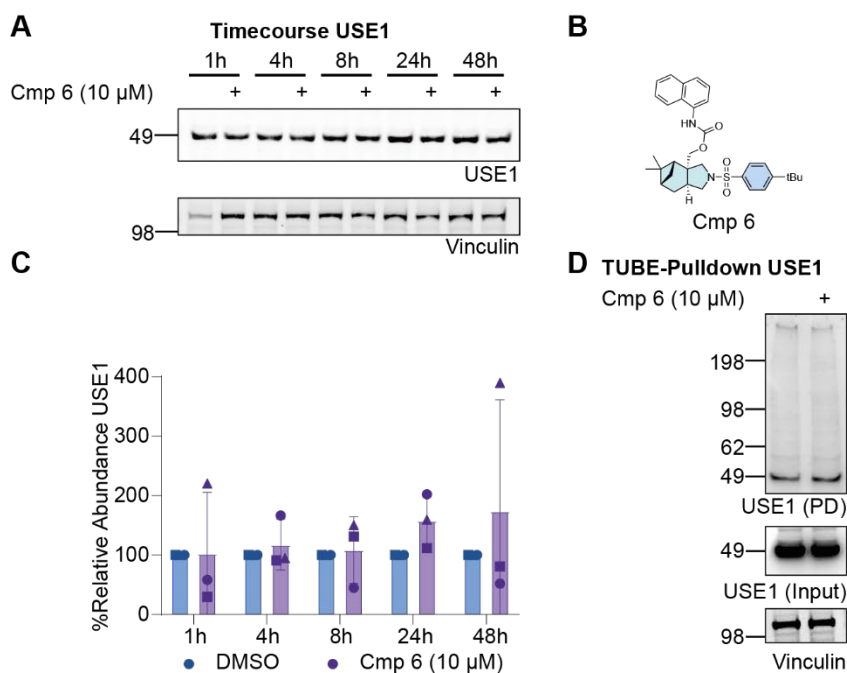 A
Timecourse USE1
1h 4h 8h 24h 48h
Cmp 6 (10 µM) + + + + +
49
USE1
98
Vinculin
B
NH O
O
H
N S
O
O
tBu
Cmp 6
C
%Relative Abundance USE1
400
300
200
100
0
1h 4h 8h 24h 48h
DMSO Cmp 6 (10 µM)
D TUBE-Pulldown USE1
Cmp 6 (10 µM) +
198
98
62
49
USE1 (PD)
49
USE1 (Input)
98
Vinculin